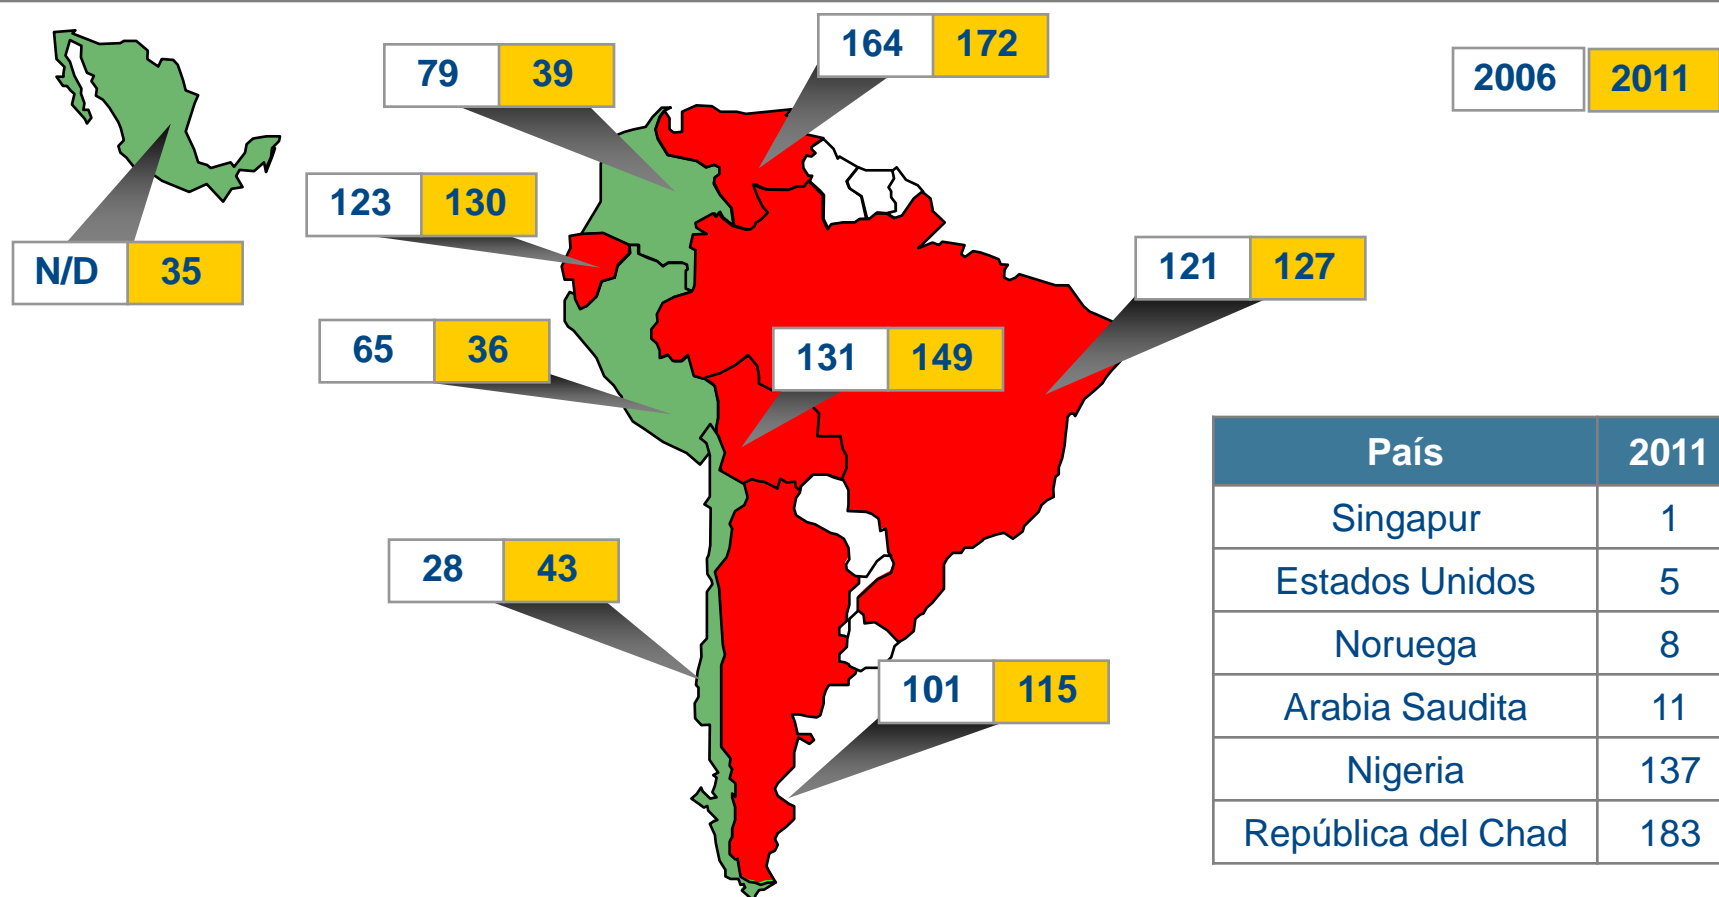 164 172
79 39
2006 2011
123 130
N/D 35
121 127
65 36
131 149
28 43
101 115
País 2011
Singapur 1
Estados Unidos 5
Noruega 8
Arabia Saudita 11
Nigeria 137
República del Chad 183